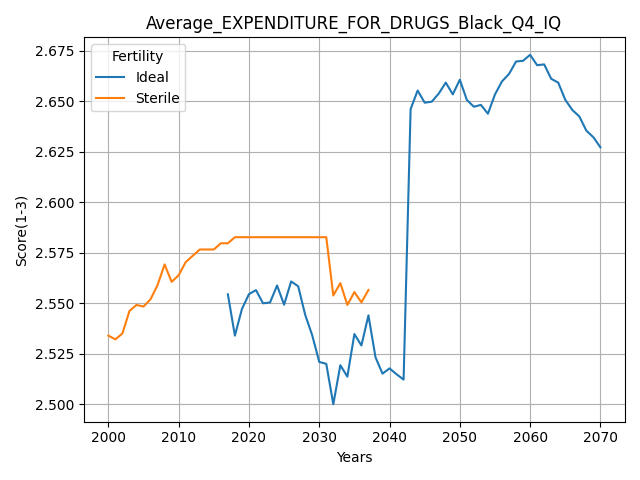 Average_EXPENDITURE_FOR_DRUGS_Black_Q4_IQ
Fertility
Ideal
Sterile
Score(1-3)
2.675
2.650
2.625
2.600
2.575
2.550
2.525
2.500
2000 2010 2020 2030 2040 2050 2060 2070
Years